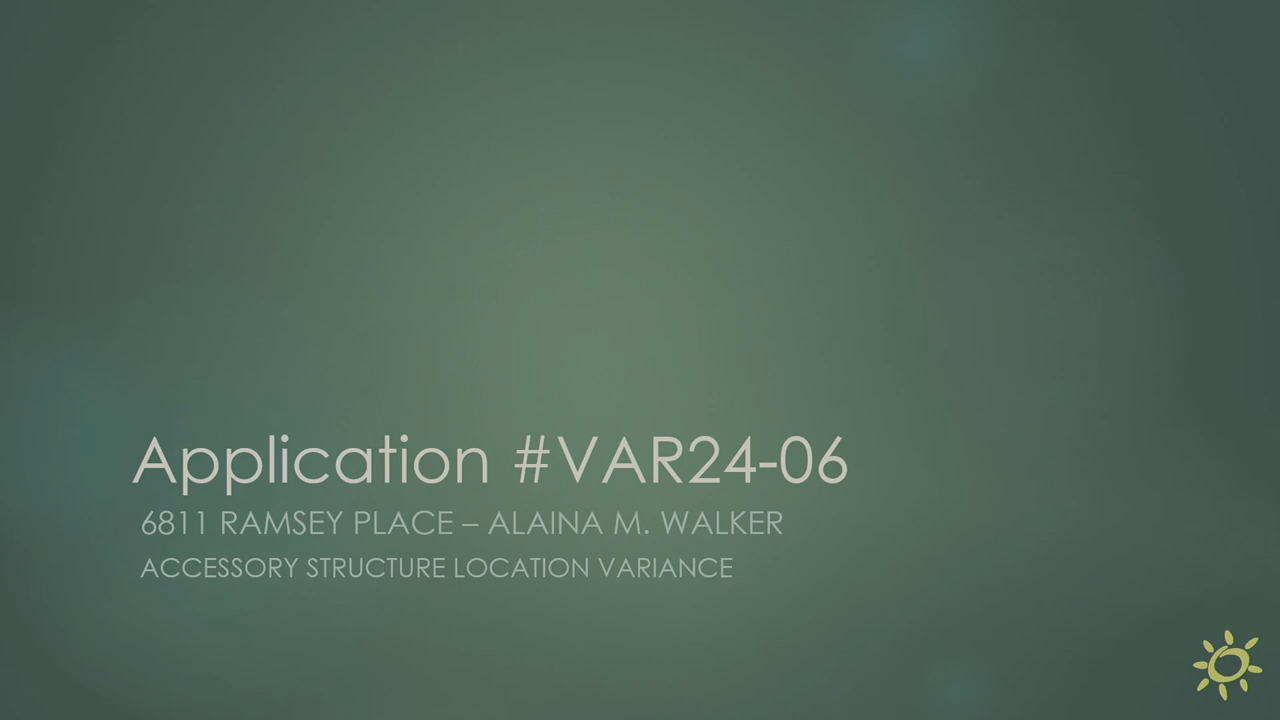 Application #VAR24-06
6811 RAMSEY PLACE – ALAINA M. WALKER
ACCESSORY STRUCTURE LOCATION VARIANCE